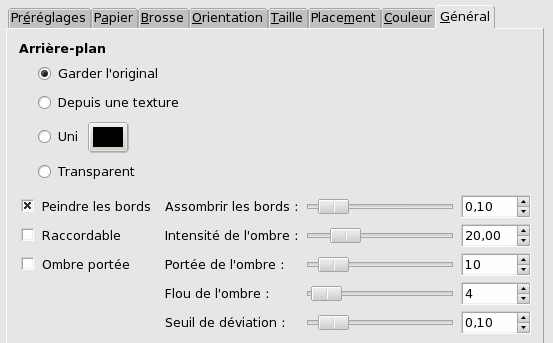 Préréglages Papier Brosse Orientation Taille Placement Couleur Général
Arrière-plan
Garder l'original
Depuis une texture
Uni
Transparent
Peindre les bords Assombrir les bords : 0,10
Raccordable Intensité de l'ombre : 20,00
Ombre portée Portée de l'ombre : 10
Flou de l'ombre : 4
Seuil de déviation : 0,10